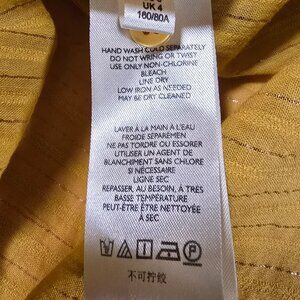 UK 4
160/80A
HAND WASH COLD SEPARATELY
DO NOT WRING OR TWIST
USE ONLY NON-CHLORINE
BLEACH
LINE DRY
LOW IRON AS NEEDED
MAY BE DRY CLEANED
LAVER À LA MAIN À L'EAU
FROIDE SÉPARÉMEN
NE PAS TORDRE OU ESSORER
UTILISER UN AGENT DE
BLANCHIMENT SANS CHLORE
SI NÉCESSAIRE
LIGNE SEC
REPASSER, AU BESOIN, À TRÈS
BASSE TEMPÉRATURE
PEUT-ÊTRE ÊTRE NETTOYÉE
À SEC
P
不可拧绞